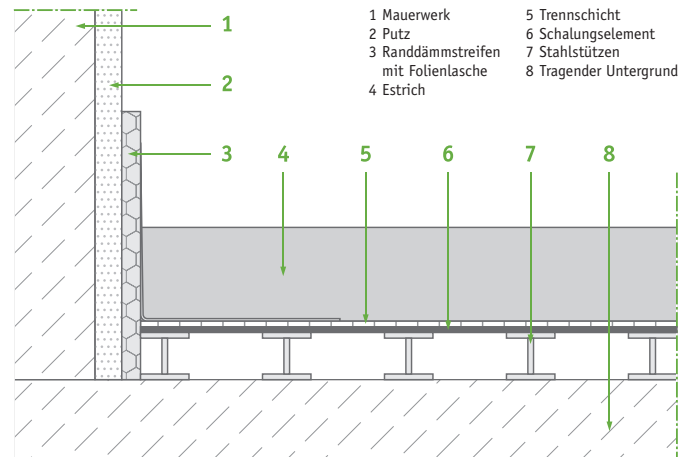 1 Mauerwerk
2 Putz
3 Randdämmstreifen
mit Folienlasche
4 Estrich
5 Trennschicht
6 Schalungselement
7 Stahlstützen
8 Tragender Untergrund
1
2
3
4
5
6
7
8